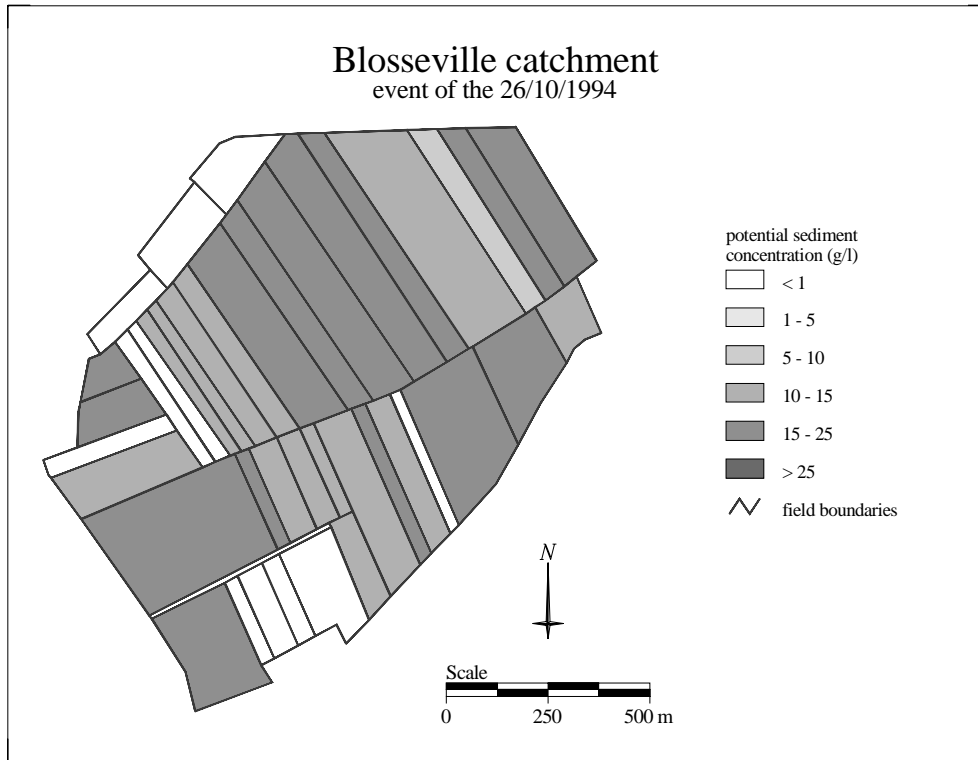 Blosseville catchment
event of the 26/10/1994
potential sediment
concentration (g/l)
< 1
1 - 5
5 - 10
10 - 15
15 - 25
> 25
field boundaries
N
Scale
0 250 500 m